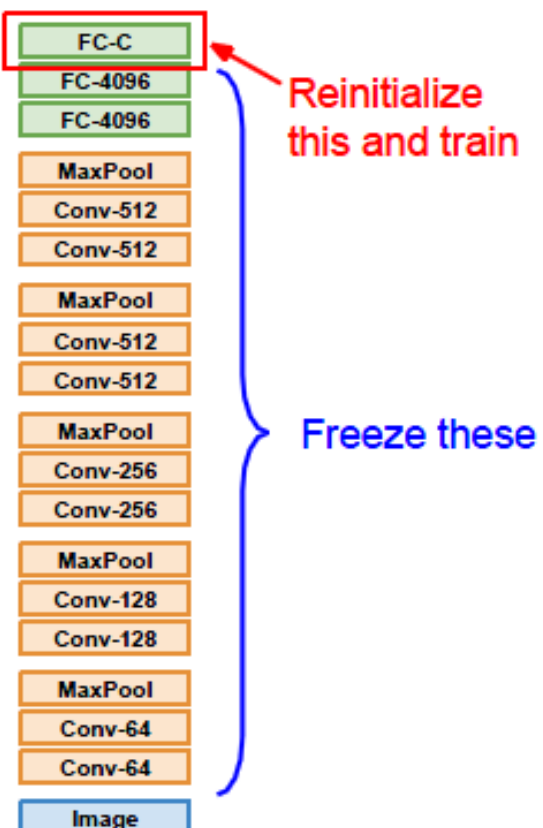 FC-C
FC-4096
FC-4096
MaxPool
Conv-512
Conv-512
MaxPool
Conv-512
Conv-512
MaxPool
Conv-256
Conv-256
MaxPool
Conv-128
Conv-128
MaxPool
Conv-64
Conv-64
Image
Reinitialize
this and train
Freeze these